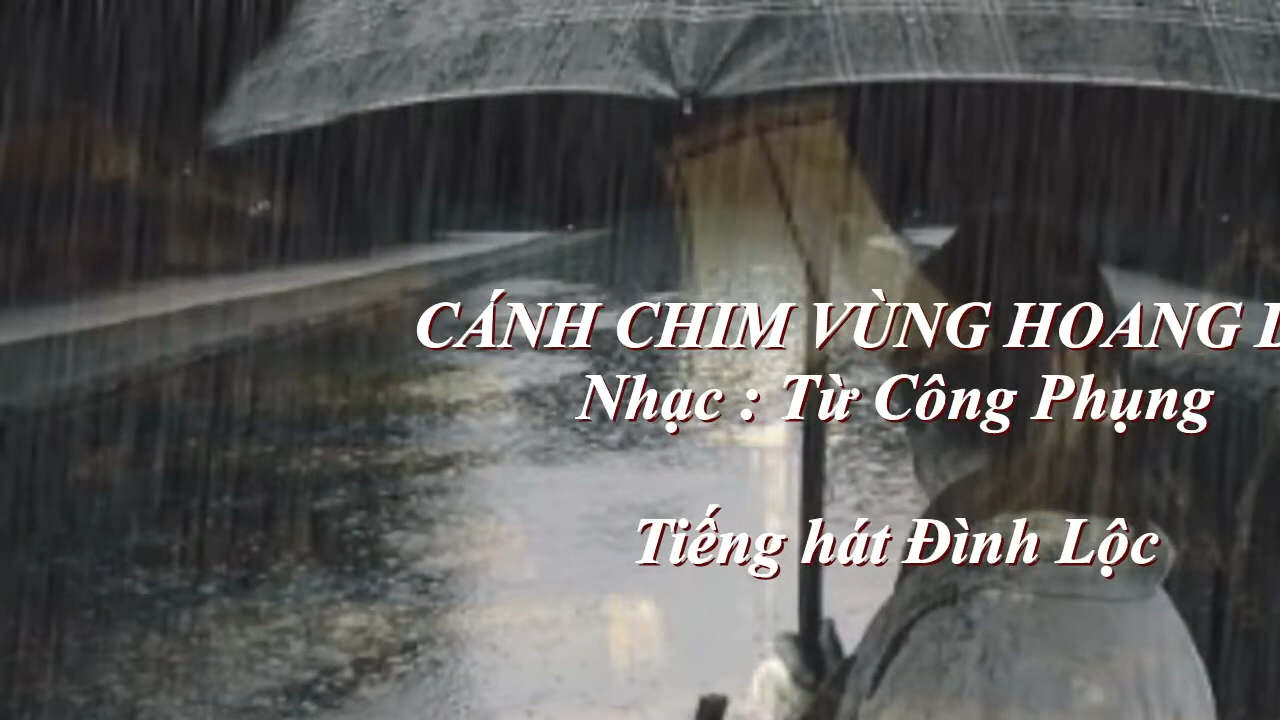 CÁNH CHIM VÙNG HOANG
Nhạc : Từ Công Phụng
Tiếng hát Đình Lộc